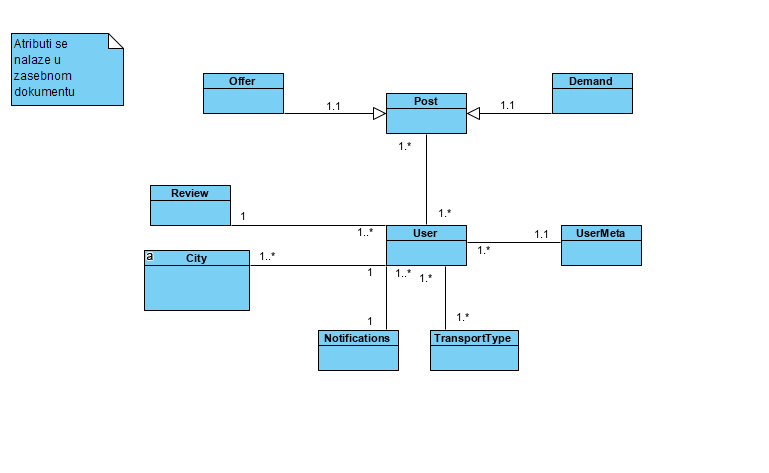 Atributi se
nalaze u
zasebnom
dokumentu
Offer
Post
Demand
1.1
1.1
1.*
1.*
Review
1
1..*
User
UserMeta
1.1
1.*
a
City
1..*
1
1..*
1.*
1
1.*
Notifications
TransportType